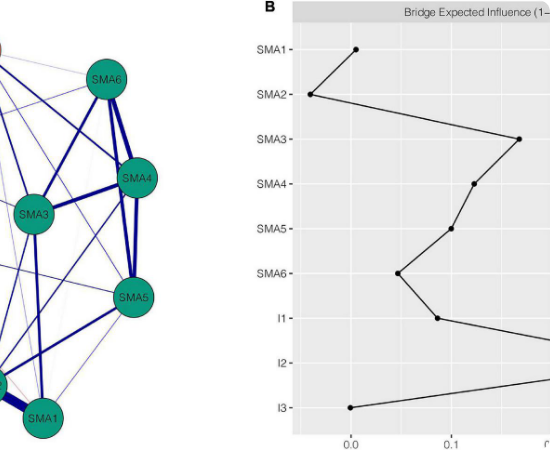 B
Bridge Expected Influence (1-
SMA6
SMA4
SMA3
SMA5
SMA1
SMA1
SMA2
SMA3
SMA4
SMA5
SMA6
I1
I2
I3
0.0 0.1